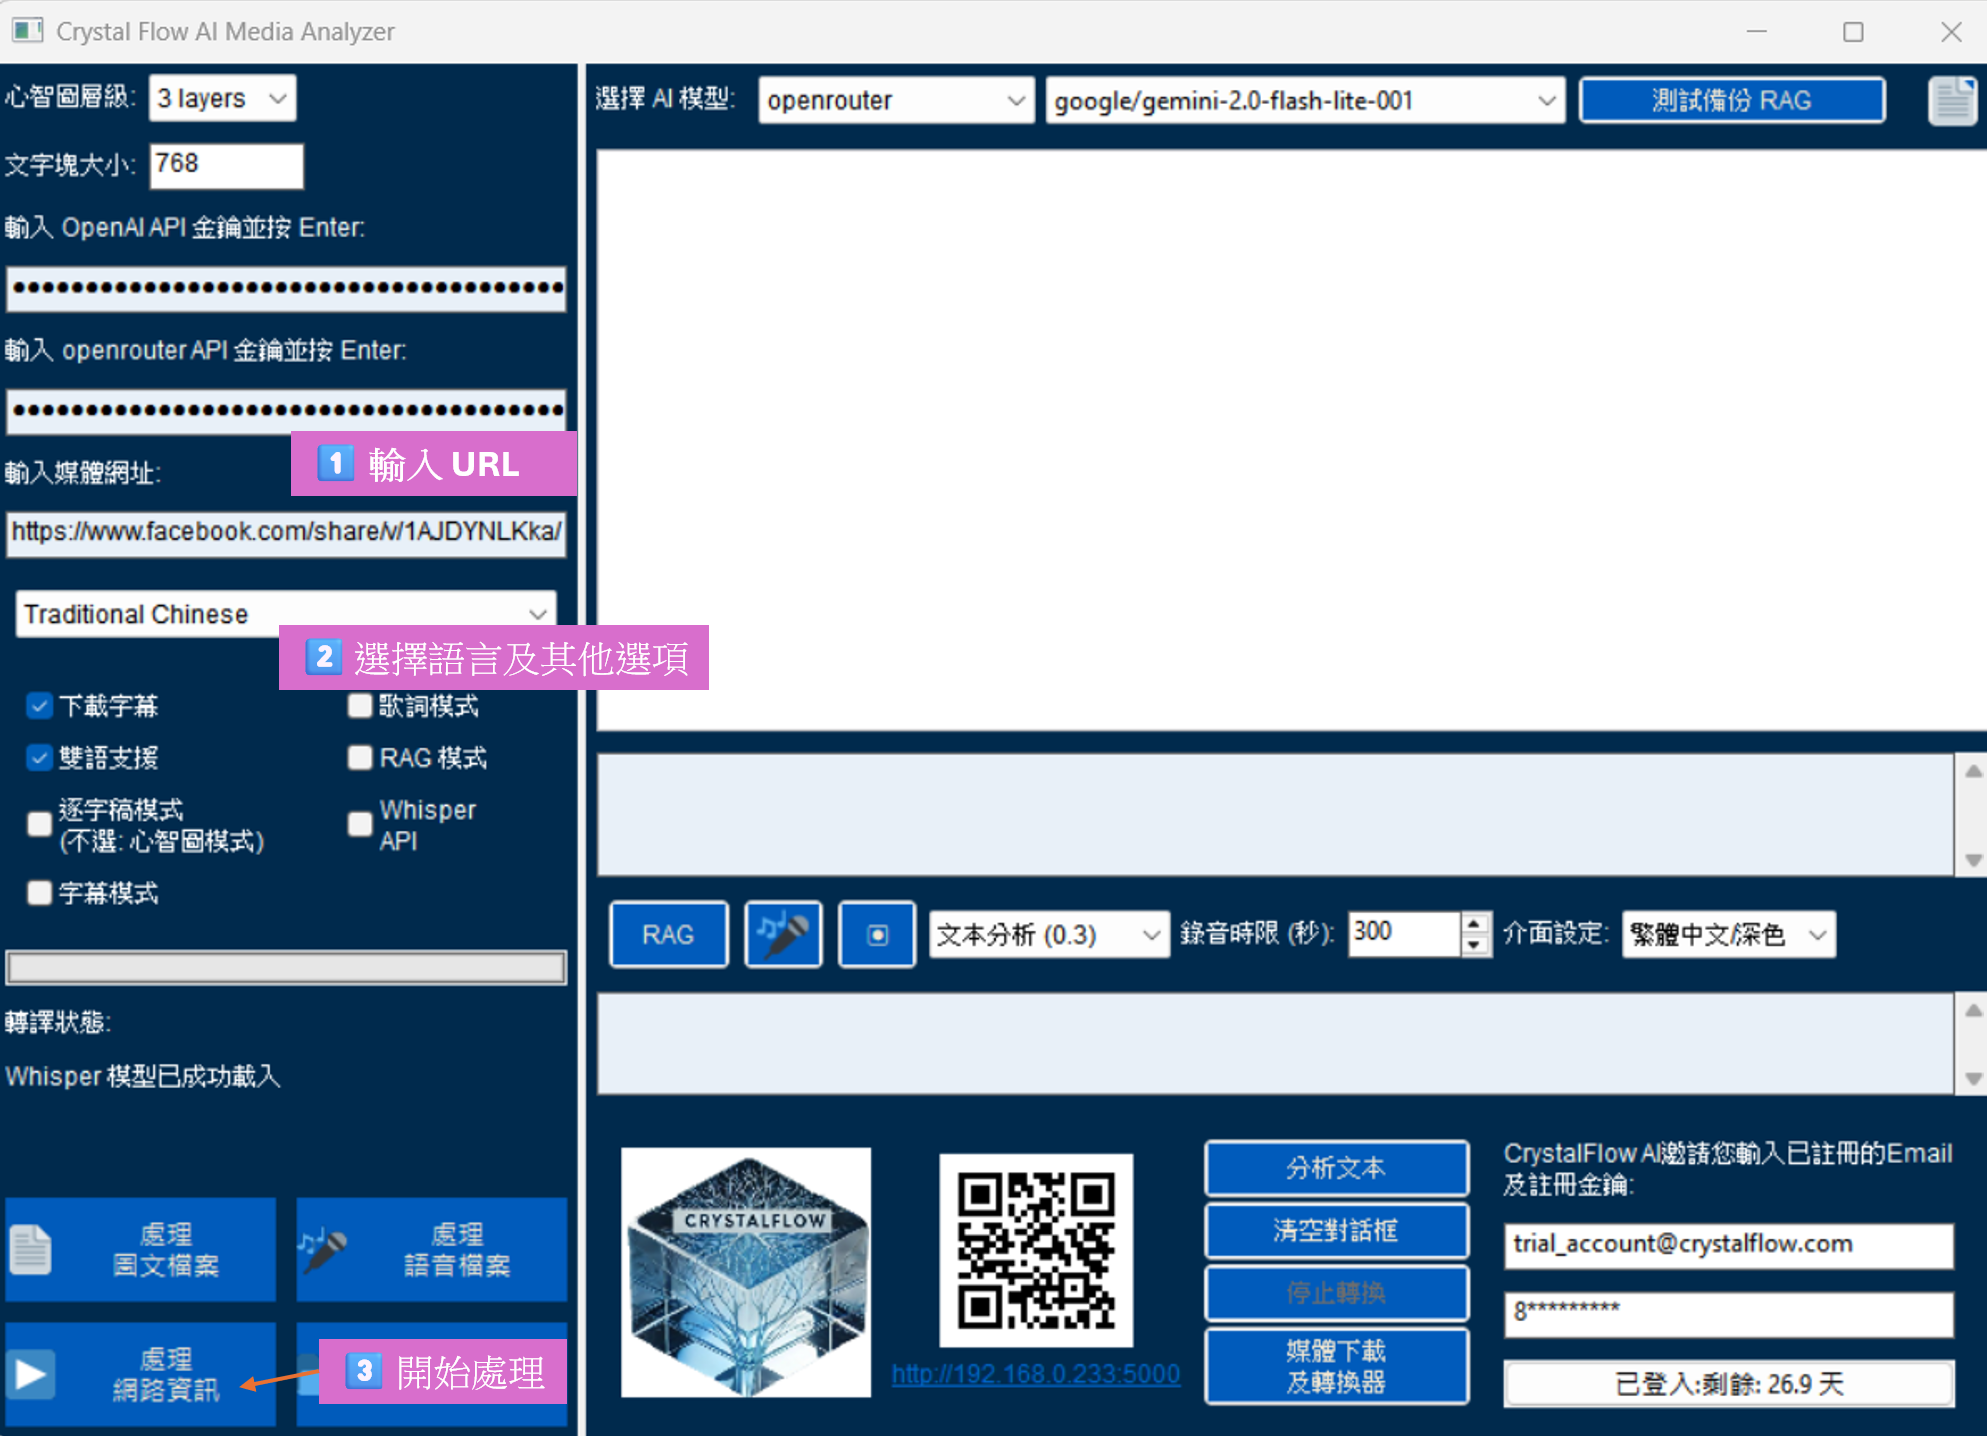 Crystal Flow AI Media Analyzer
心智圖層級: 3 layers
文字塊大小: 768
輸入 OpenAI API 金鑰並按 Enter:
輸入 openrouter API 金鑰並按 Enter:
1 輸入 URL
輸入媒體網址:
https://www.facebook.com/share/v/1AJDYNLKka/
Traditional Chinese
2 選擇語言及其他選項
下載字幕
歌詞模式
雙語支援
RAG 模式
逐字稿模式
(不選: 心智圖模式)
Whisper
API
字幕模式
轉譯狀態:
Whisper 模型已成功載入
處理
圖文檔案
處理
語音檔案
處理
網路資訊
3 開始處理
選擇 AI 模型: openrouter google/gemini-2.0-flash-lite-001 測試備份 RAG
RAG 文本分析 (0.3) 錄音時限 (秒): 300 介面設定: 繁體中文/深色
CRYSTALFLOW
http://192.168.0.233:5000
分析文本
清空對話框
停止轉換
媒體下載
及轉換器
CrystalFlow AI邀請您輸入已註冊的Email
及註冊金鑰:
trial_account@crystalflow.com
8*********
已登入:剩餘: 26.9 天